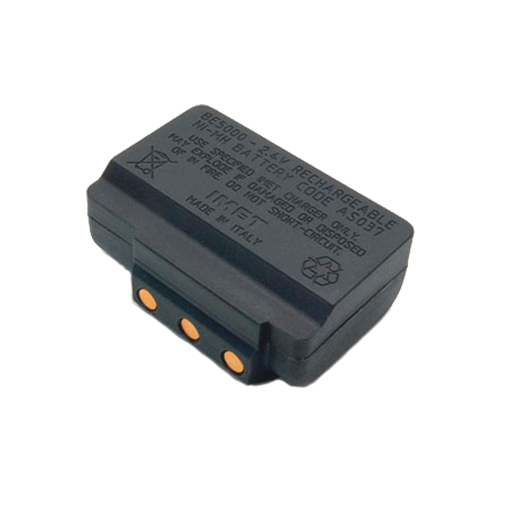 BE5000 - 2.4V RECHARGEABLE
NI-MH BATTERY CODE AS037
USE SPECIFIED IMET CHARGER ONLY.
MAY EXPLODE IF DAMAGED OR DISPOSED
OF IN FIRE. DO NOT SHORT-CIRCUIT.
IMET
MADE IN ITALY